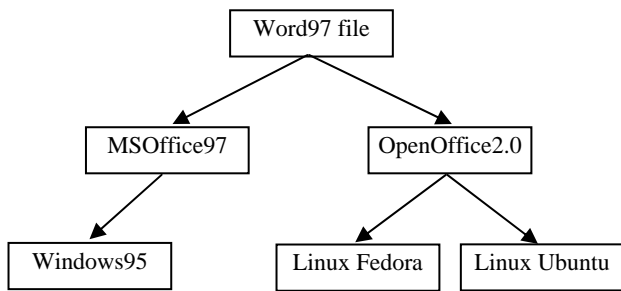 Word97 file
MSOffice97
OpenOffice2.0
Windows95
Linux Fedora
Linux Ubuntu